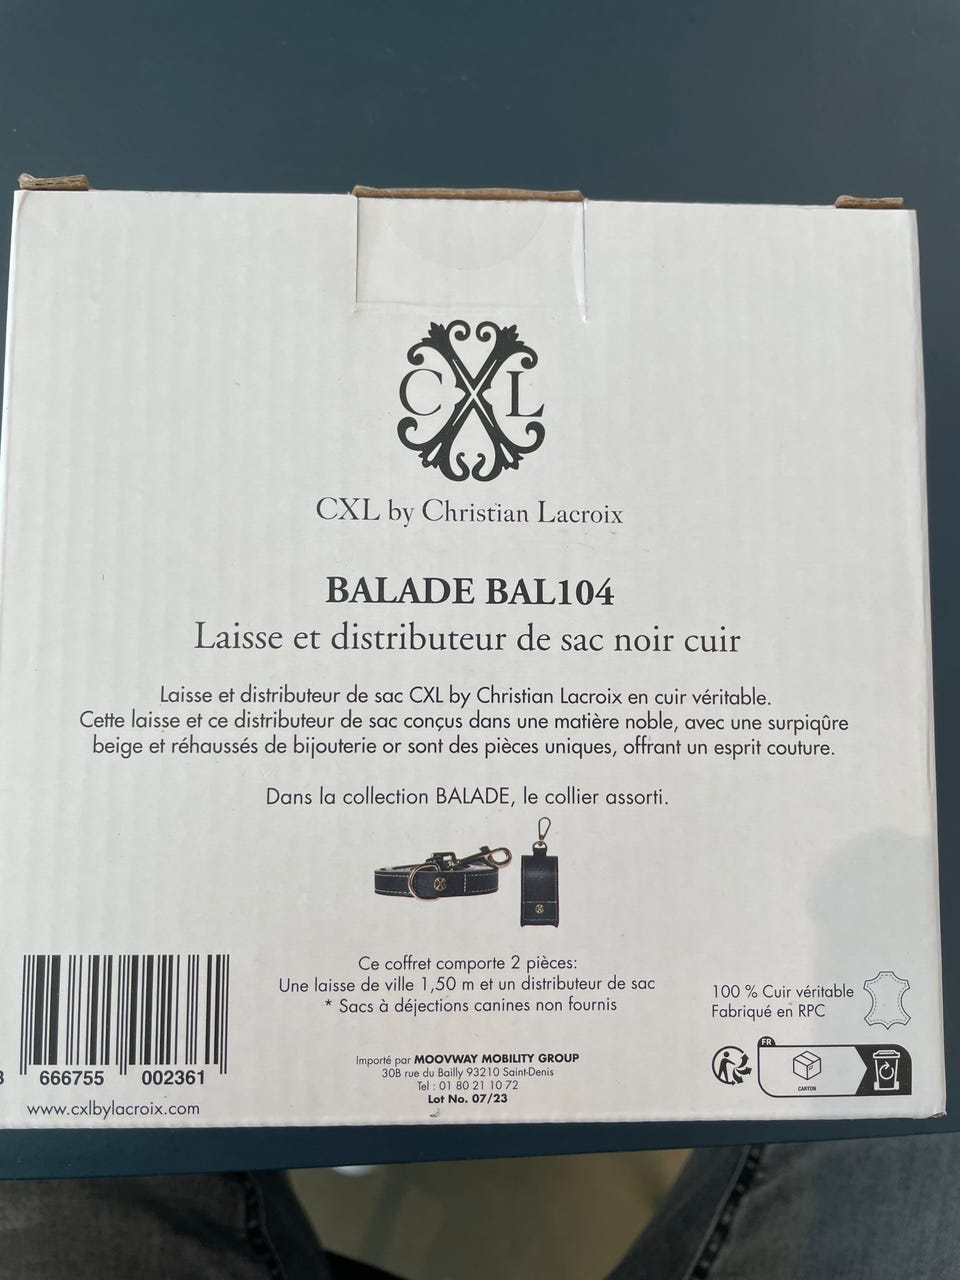 C X L
CXL by Christian Lacroix
BALADE BAL104
Laisse et distributeur de sac noir cuir
Laisse et distributeur de sac CXL by Christian Lacroix en cuir véritable.
Cette laisse et ce distributeur de sac conçus dans une matière noble, avec une surpiqûre
beige et réhaussés de bijouterie or sont des pièces uniques, offrant un esprit couture.
Dans la collection BALADE, le collier assorti.
Ce coffret comporte 2 pièces:
Une laisse de ville 1,50 m et un distributeur de sac
* Sacs à déjections canines non fournis
100 % Cuir véritable
Fabriqué en RPC
FR
CARTON
Importé par MOOVWAY MOBILITY GROUP
30B rue du Bailly 93210 Saint-Denis
Tel : 01 80 21 10 72
Lot No. 07/23
666755 002361
www.cxlbylacroix.com